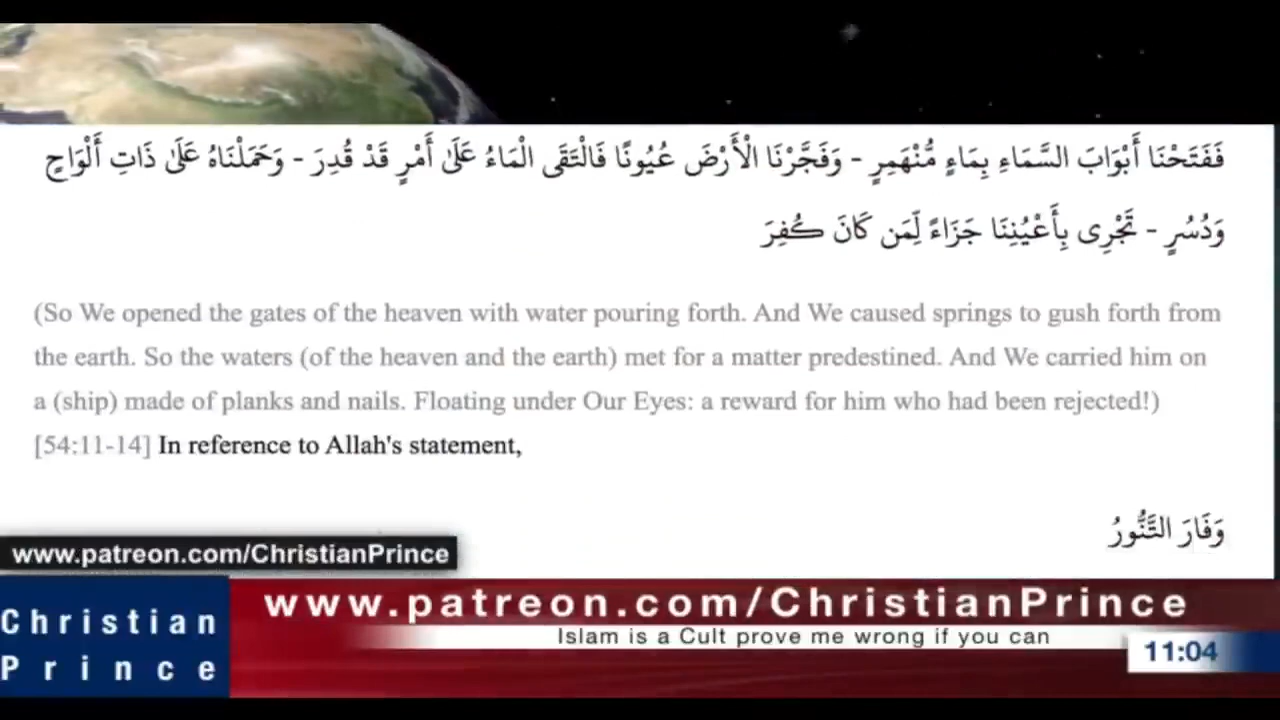 فَفَتَحْنَا أَبْوَابَ السَّمَاءِ بِمَاءٍ مُّنْهَمِرٍ - وَفَجَّرْنَا الْأَرْضَ عُيُونًا فَالْتَقَى الْمَاءُ عَلَىٰ أَمْرٍ قَدْ قُدِرَ - وَحَمَلْنَاهُ عَلَىٰ ذَاتِ أَلْوَاحٍ
وَدُسُرٍ - تَجْرِى بِأَعْيُنِنَا جَزَاءً لِّمَن كَانَ كُفِرَ
(So We opened the gates of the heaven with water pouring forth. And We caused springs to gush forth from
the earth. So the waters (of the heaven and the earth) met for a matter predestined. And We carried him on
a (ship) made of planks and nails. Floating under Our Eyes: a reward for him who had been rejected!)
[54:11-14] In reference to Allah's statement,
وَفَارَ التَّنُّورُ
www.patreon.com/ChristianPrince
www.patreon.com/ChristianPrince
Islam is a Cult prove me wrong if you can
Christian
Prince
11:04